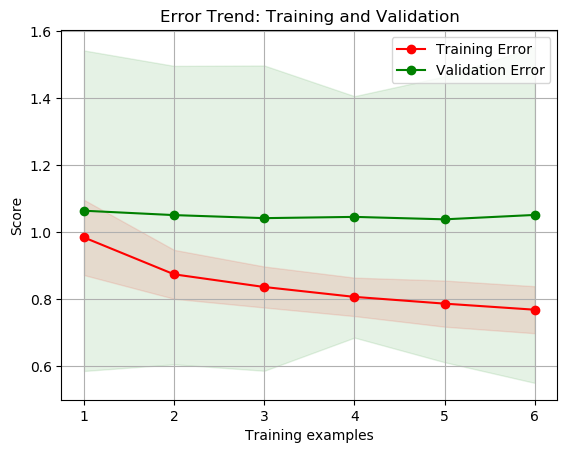 Error Trend: Training and Validation
1.6
1.4
1.2
1.0
0.8
0.6
Score
Training Error
Validation Error
1 2 3 4 5 6
Training examples